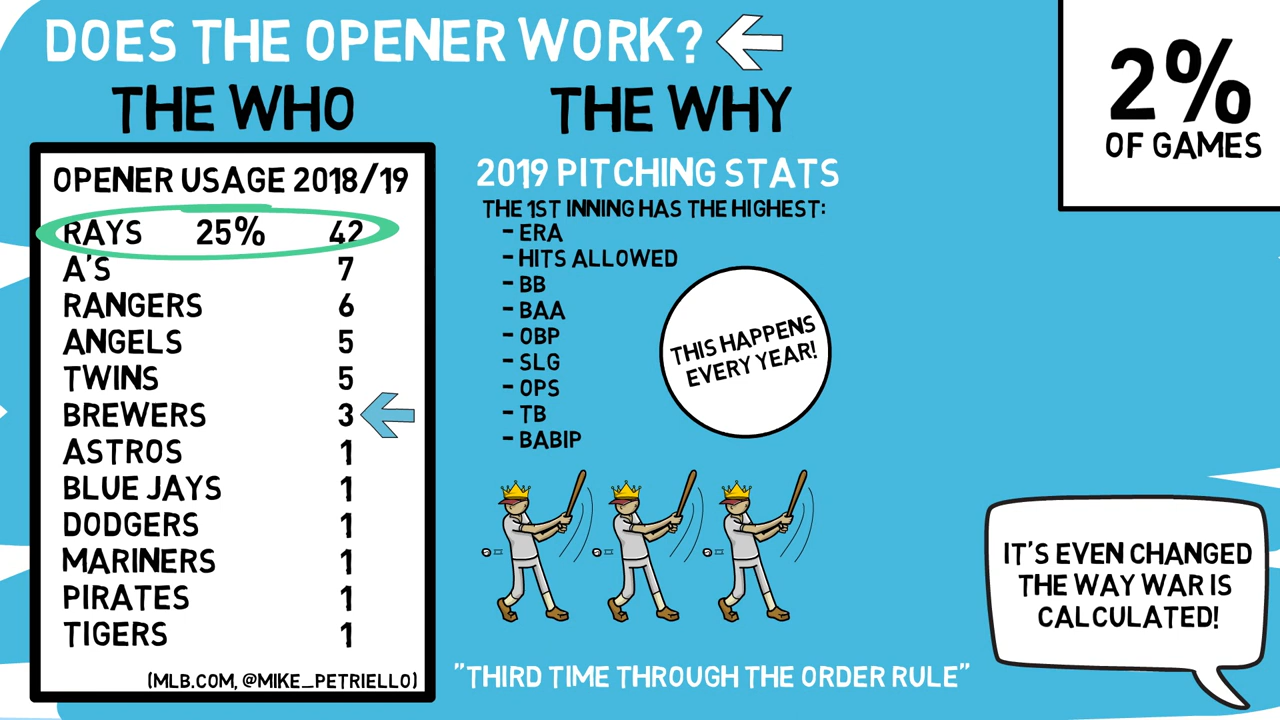 DOES THE OPENER WORK?
THE WHO
OPENER USAGE 2018/19
RAYS 25% 42
A'S 7
RANGERS 6
ANGELS 5
TWINS 5
BREWERS 3
ASTROS 1
BLUE JAYS 1
DODGERS 1
MARINERS 1
PIRATES 1
TIGERS 1
(MLB.COM, @MIKE_PETRIELLO)
THE WHY
2019 PITCHING STATS
THE 1ST INNING HAS THE HIGHEST:
- ERA
- HITS ALLOWED
- BB
- BAA
- OBP
- SLG
- OPS
- TB
- BABIP
THIS HAPPENS
EVERY YEAR!
"THIRD TIME THROUGH THE ORDER RULE"
2%
OF GAMES
IT'S EVEN CHANGED
THE WAY WAR IS
CALCULATED!